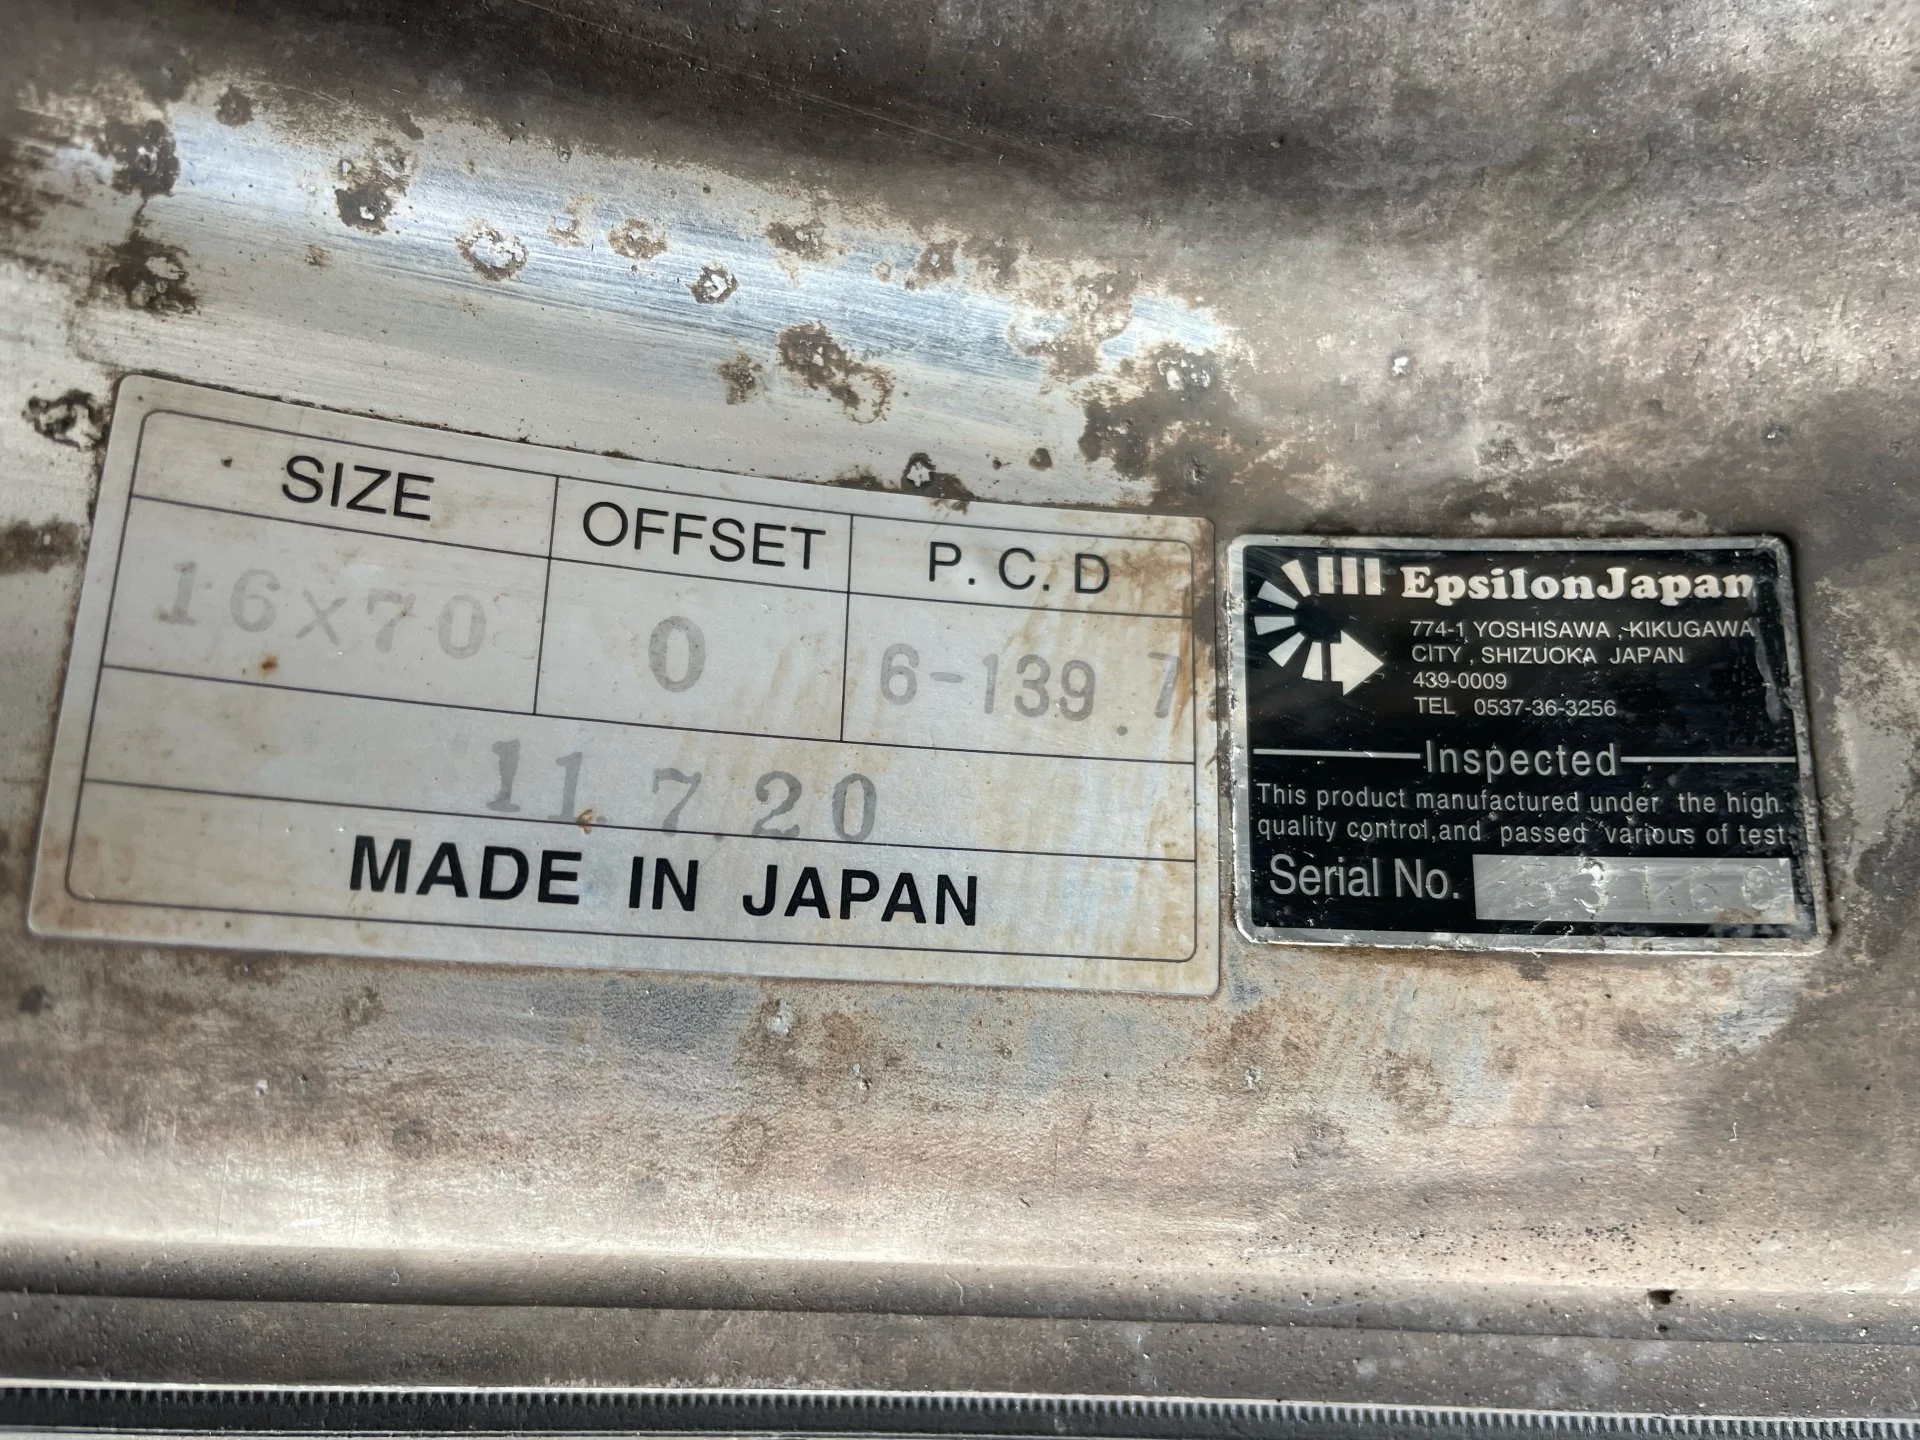 SIZE OFFSET P.C.D
16×70 0 6-139.7
11.7.20
MADE IN JAPAN
EpsilonJapan
774-1 YOSHISAWA , KIKUGAWA
CITY , SHIZUOKA JAPAN
439-0009
TEL 0537-36-3256
Inspected
This product manufactured under the high
quality control,and passed various of test
Serial No.